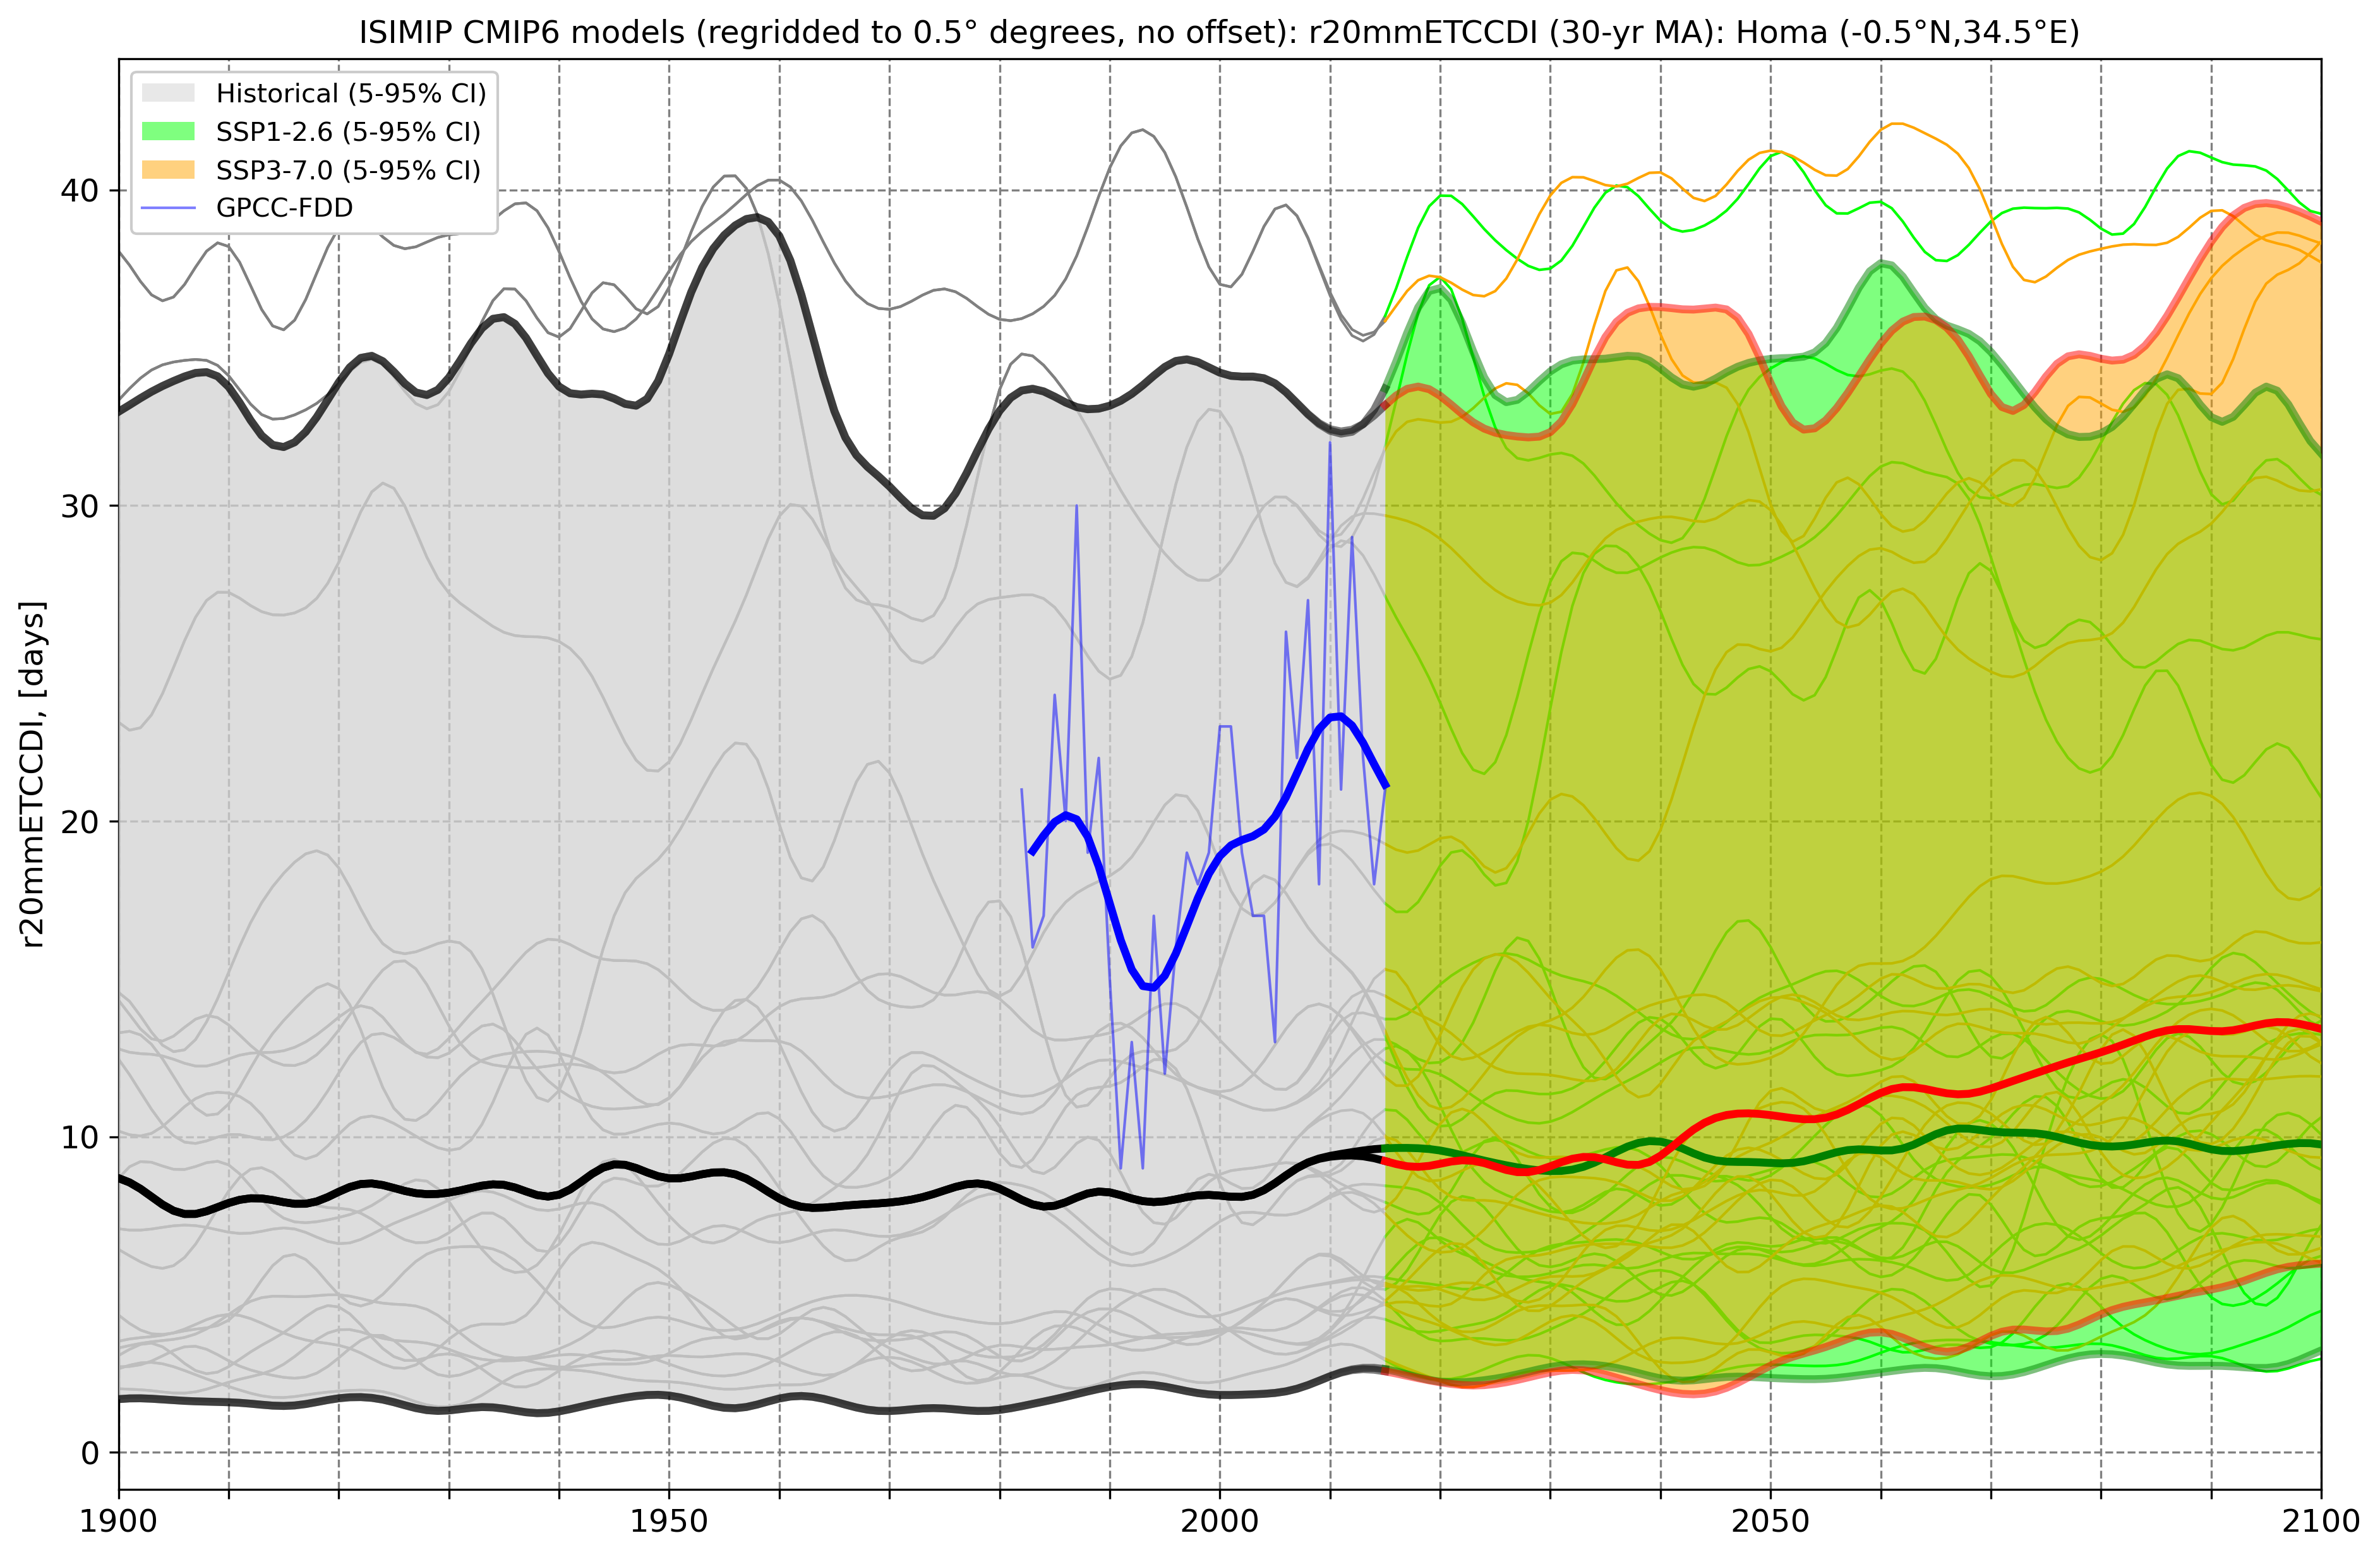 ISIMIP CMIP6 models (regridded to 0.5° degrees, no offset): r20mmETCCDI (30-yr MA): Homa (-0.5°N,34.5°E)
Historical (5-95% CI)
SSP1-2.6 (5-95% CI)
SSP3-7.0 (5-95% CI)
GPCC-FDD
r20mmETCCDI, [days]
40
30
20
10
0
1900
1950
2000
2050
2100